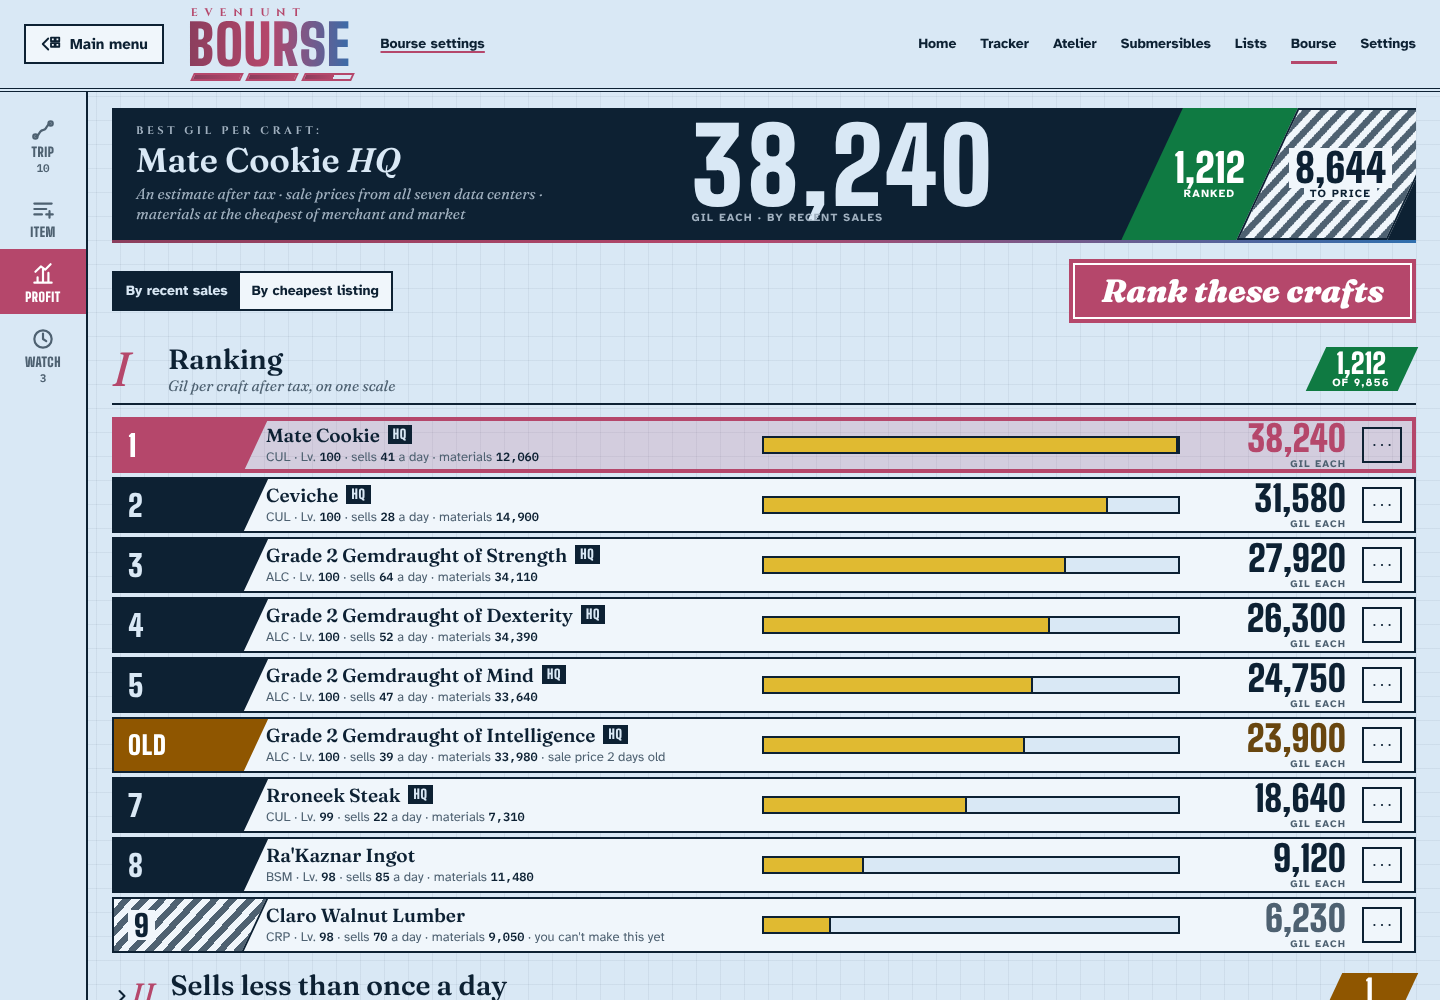 Main menu
EVENIUNT
BOURSE
Bourse settings
Home
Tracker
Atelier
Submersibles
Lists
Bourse
Settings
TRIP
10
ITEM
PROFIT
WATCH
3
BEST GIL PER CRAFT:
Mate Cookie HQ
An estimate after tax · sale prices from all seven data centers ·
materials at the cheapest of merchant and market
38,240
GIL EACH · BY RECENT SALES
1,212
RANKED
8,644
TO PRICE
By recent sales
By cheapest listing
Rank these crafts
I
Ranking
Gil per craft after tax, on one scale
1,212
OF 9,856
1
Mate Cookie HQ
CUL · Lv. 100 · sells 41 a day · materials 12,060
38,240
GIL EACH
...
2
Ceviche HQ
CUL · Lv. 100 · sells 28 a day · materials 14,900
31,580
GIL EACH
...
3
Grade 2 Gemdraught of Strength HQ
ALC · Lv. 100 · sells 64 a day · materials 34,110
27,920
GIL EACH
...
4
Grade 2 Gemdraught of Dexterity HQ
ALC · Lv. 100 · sells 52 a day · materials 34,390
26,300
GIL EACH
...
5
Grade 2 Gemdraught of Mind HQ
ALC · Lv. 100 · sells 47 a day · materials 33,640
24,750
GIL EACH
...
OLD
Grade 2 Gemdraught of Intelligence HQ
ALC · Lv. 100 · sells 39 a day · materials 33,980 · sale price 2 days old
23,900
GIL EACH
...
7
Rroneek Steak HQ
CUL · Lv. 99 · sells 22 a day · materials 7,310
18,640
GIL EACH
...
8
Ra'Kaznar Ingot
BSM · Lv. 98 · sells 85 a day · materials 11,480
9,120
GIL EACH
...
9
Claro Walnut Lumber
CRP · Lv. 98 · sells 70 a day · materials 9,050 · you can't make this yet
6,230
GIL EACH
...
II
Sells less than once a day
1